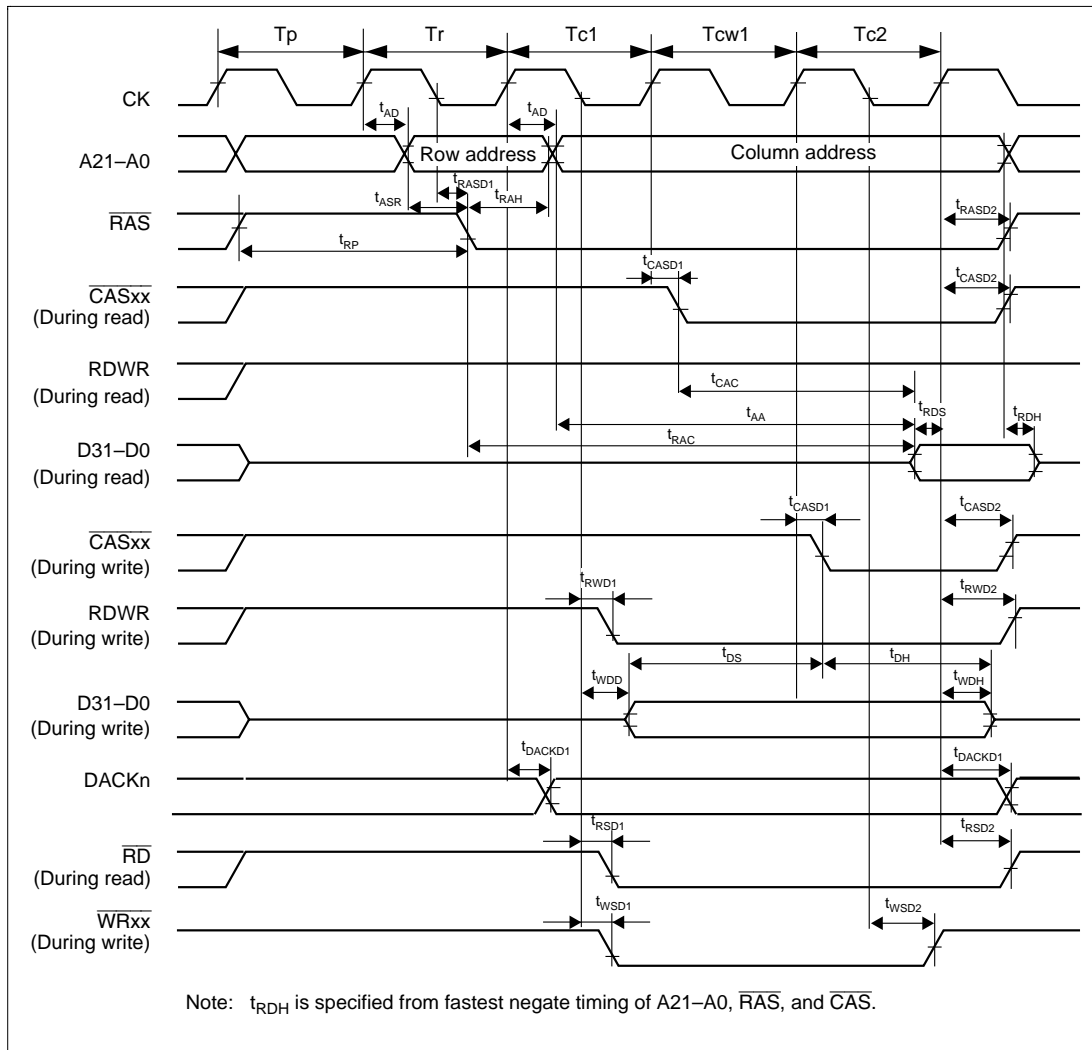 Tp Tr Tc1 Tcw1 Tc2
CK
tAD tAD
A21–A0 Row address Column address
tRASD1
tASR tRAH
RAS tRASD2
tRP
tCASD1
CASxx tCASD2
(During read)
RDWR
(During read)
tCAC
tRDS tRDH
tAA
tRAC
D31–D0
(During read)
tCASD1 tCASD2
CASxx
(During write)
tRWD1 tRWD2
RDWR
(During write)
tDS tDH
tWDD tWDH
D31–D0
(During write)
tDACKD1 tDACKD1
DACKn
tRSD1 tRSD2
RD
(During read)
tWSD1 tWSD2
WRxx
(During write)
Note: tRDH is specified from fastest negate timing of A21–A0, RAS, and CAS.